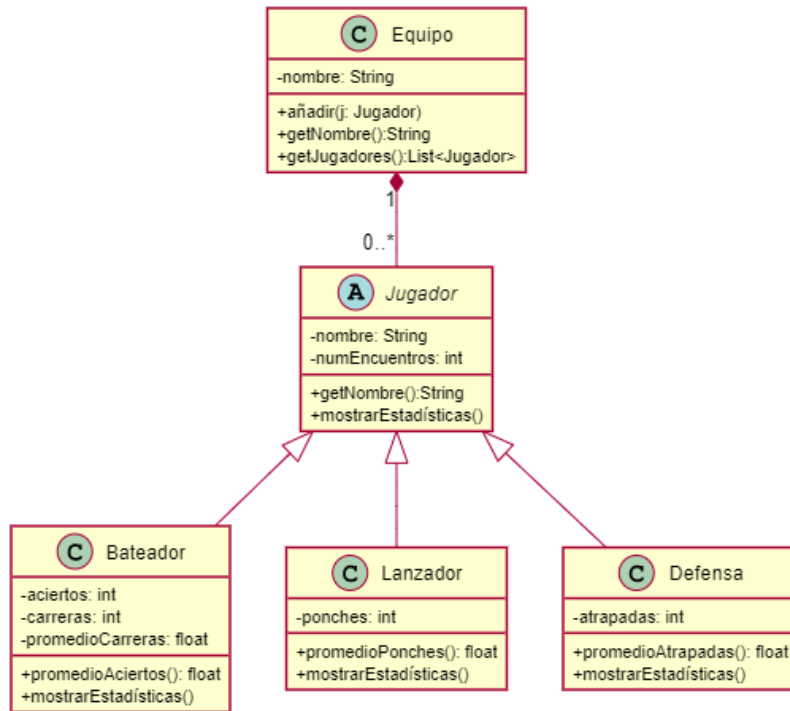 C Equipo
-nombre: String
+añadir(j: Jugador)
+getNombre():String
+getJugadores():List<Jugador>
1
0..*
A Jugador
-nombre: String
-numEncuentros: int
+getNombre():String
+mostrarEstadísticas()
C Bateador
-aciertos: int
-carreras: int
-promedioCarreras: float
+promedioAciertos(): float
+mostrarEstadísticas()
C Lanzador
-ponches: int
+promedioPonches(): float
+mostrarEstadísticas()
C Defensa
-atrapadas: int
+promedioAtrapadas(): float
+mostrarEstadísticas()